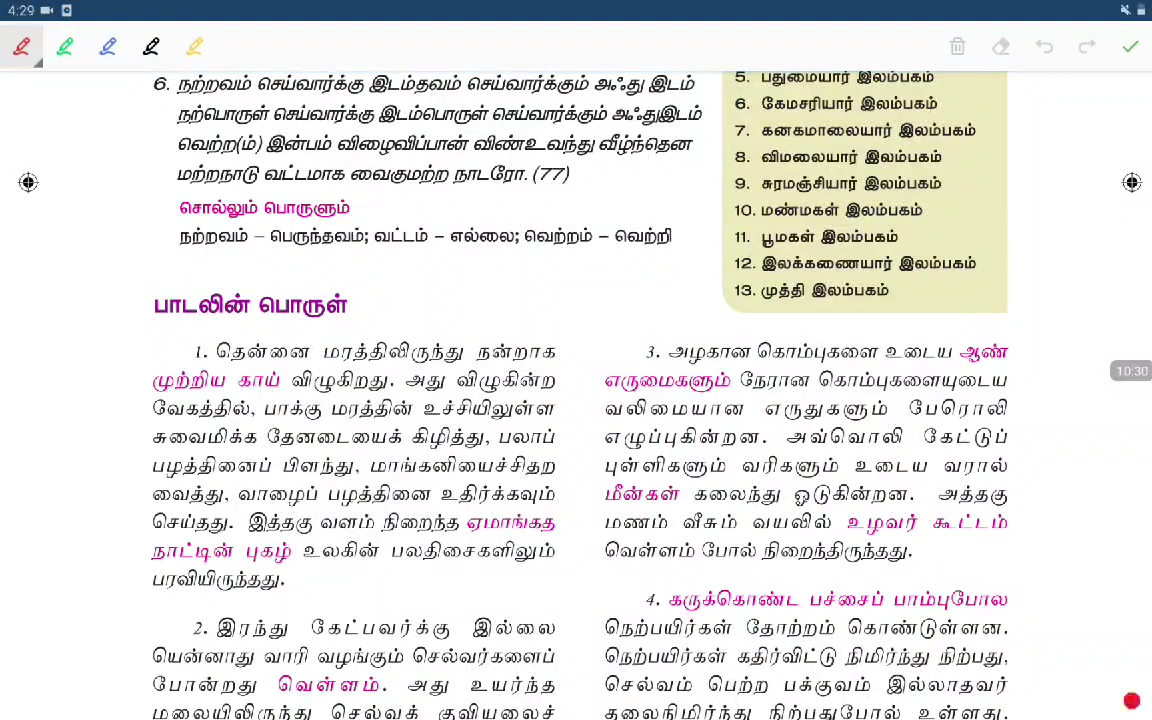 4:29
6. நற்றவம் செய்வார்க்கு இடம்தவம் செய்வார்க்கும் அஃது இடம்
நற்பொருள் செய்வார்க்கு இடம்பொருள் செய்வார்க்கும் அஃதுஇடம்
வெற்ற(ம்) இன்பம் விழைவிப்பான் விண்உவந்து வீழ்ந்தென
மற்றநாடு வட்டமாக வைகுமற்ற நாடரோ. (77)
சொல்லும் பொருளும்
நற்றவம் – பெருந்தவம்; வட்டம் – எல்லை; வெற்றம் – வெற்றி
5. பதுமையார் இலம்பகம்
6. கேமசரியார் இலம்பகம்
7. கனகமாலையார் இலம்பகம்
8. விமலையார் இலம்பகம்
9. சுரமஞ்சியார் இலம்பகம்
10. மண்மகள் இலம்பகம்
11. பூமகள் இலம்பகம்
12. இலக்கணையார் இலம்பகம்
13. முத்தி இலம்பகம்
பாடலின் பொருள்
1. தென்னை மரத்திலிருந்து நன்றாக
முற்றிய காய் விழுகிறது. அது விழுகின்ற
வேகத்தில், பாக்கு மரத்தின் உச்சியிலுள்ள
சுவைமிக்க தேனடையைக் கிழித்து, பலாப்
பழத்தினைப் பிளந்து, மாங்கனியைச்சிதற
வைத்து, வாழைப் பழத்தினை உதிர்க்கவும்
செய்தது. இத்தகு வளம் நிறைந்த ஏமாங்கத
நாட்டின் புகழ் உலகின் பலதிசைகளிலும்
பரவியிருந்தது.
2. இரந்து கேட்பவர்க்கு இல்லை
யென்னாது வாரி வழங்கும் செல்வர்களைப்
போன்றது வெள்ளம். அது உயர்ந்த
மலையிலிருந்து செல்வக் குவியலைச்
3. அழகான கொம்புகளை உடைய ஆண்
எருமைகளும் நேரான கொம்புகளையுடைய
வலிமையான எருதுகளும் பேரொலி
எழுப்புகின்றன. அவ்வொலி கேட்டுப்
புள்ளிகளும் வரிகளும் உடைய வரால்
மீன்கள் கலைந்து ஓடுகின்றன. அத்தகு
மணம் வீசும் வயலில் உழவர் கூட்டம்
வெள்ளம் போல் நிறைந்திருந்தது.
4. கருக்கொண்ட பச்சைப் பாம்புபோல
நெற்பயிர்கள் தோற்றம் கொண்டுள்ளன.
நெற்பயிர்கள் கதிர்விட்டு நிமிர்ந்து நிற்பது,
செல்வம் பெற்ற பக்குவம் இல்லாதவர்
தலைநிமிர்ந்து நிற்பதுபோல் உள்ளது.
10:30